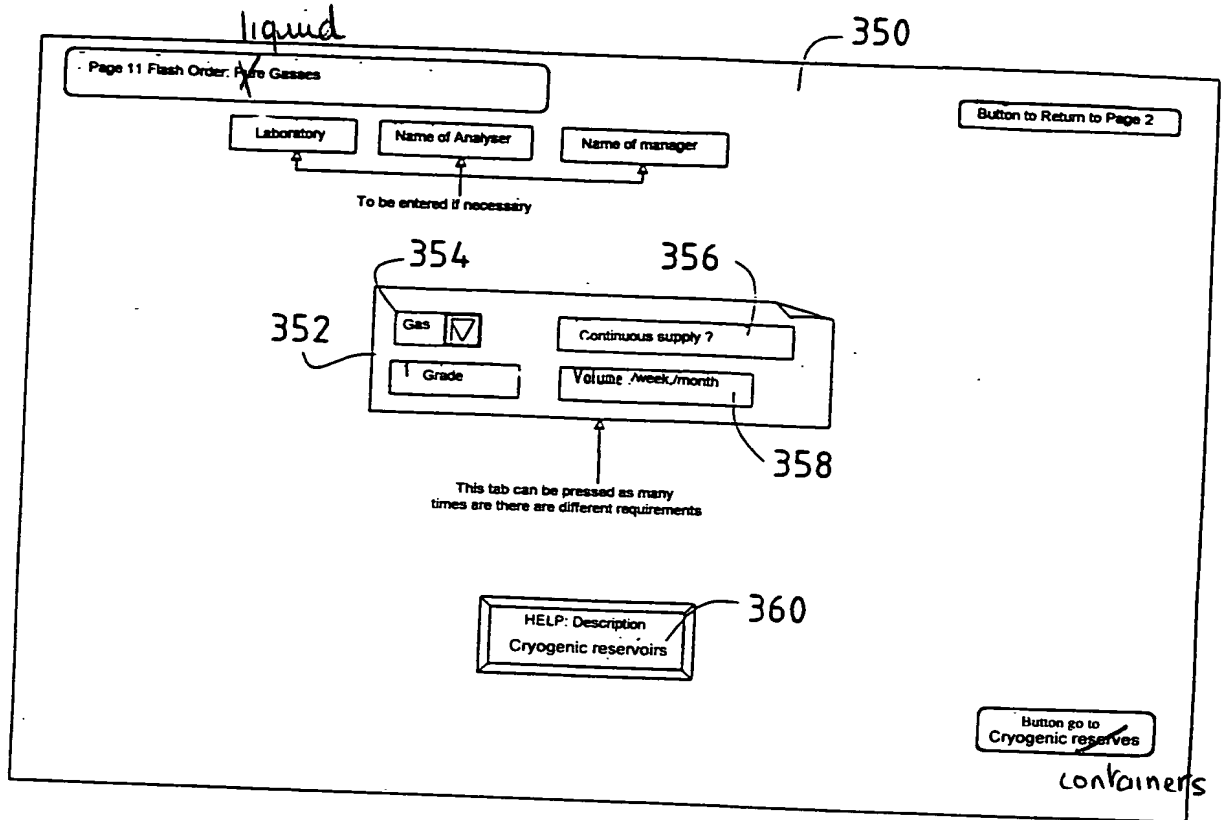 liquid
350
Page 11 Flash Order: Pure Gasses
Button to Return to Page 2
Laboratory
Name of Analyser
Name of manager
To be entered if necessary
354
356
352
Gas
Continuous supply ?
Grade
Volume /week./month
358
This tab can be pressed as many
times are there are different requirements
360
HELP: Description
Cryogenic reservoirs
Button go to
Cryogenic reserves
containers